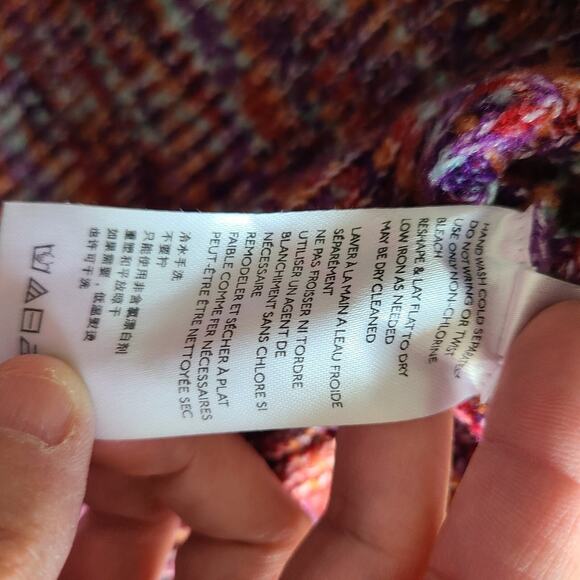 HAND WASH COLD SEPARATELY
DO NOT WRING OR TWIST
USE ONLY NON-CHLORINE
BLEACH
RESHAPE & LAY FLAT TO DRY
LOW IRON AS NEEDED
MAY BE DRY CLEANED
LAVER À LA MAIN A LEAU FROIDE
SÉPARÉMENT
NE PAS FROISSER NI TORDRE
UTILISER UN AGENT DE
BLANCHIMENT SANS CHLORE SI
NÉCESSAIRE
REMODELER ET SÉCHER À PLAT
FAIBLE COMME FER NÉCESSAIRES
PEUT-ÊTRE ÊTRE NETTOYÉE SEC
冷水手洗
不要拧
只能使用非含氯漂白剂
重塑和平放晾干
如果需要，低温熨烫
也许可干洗